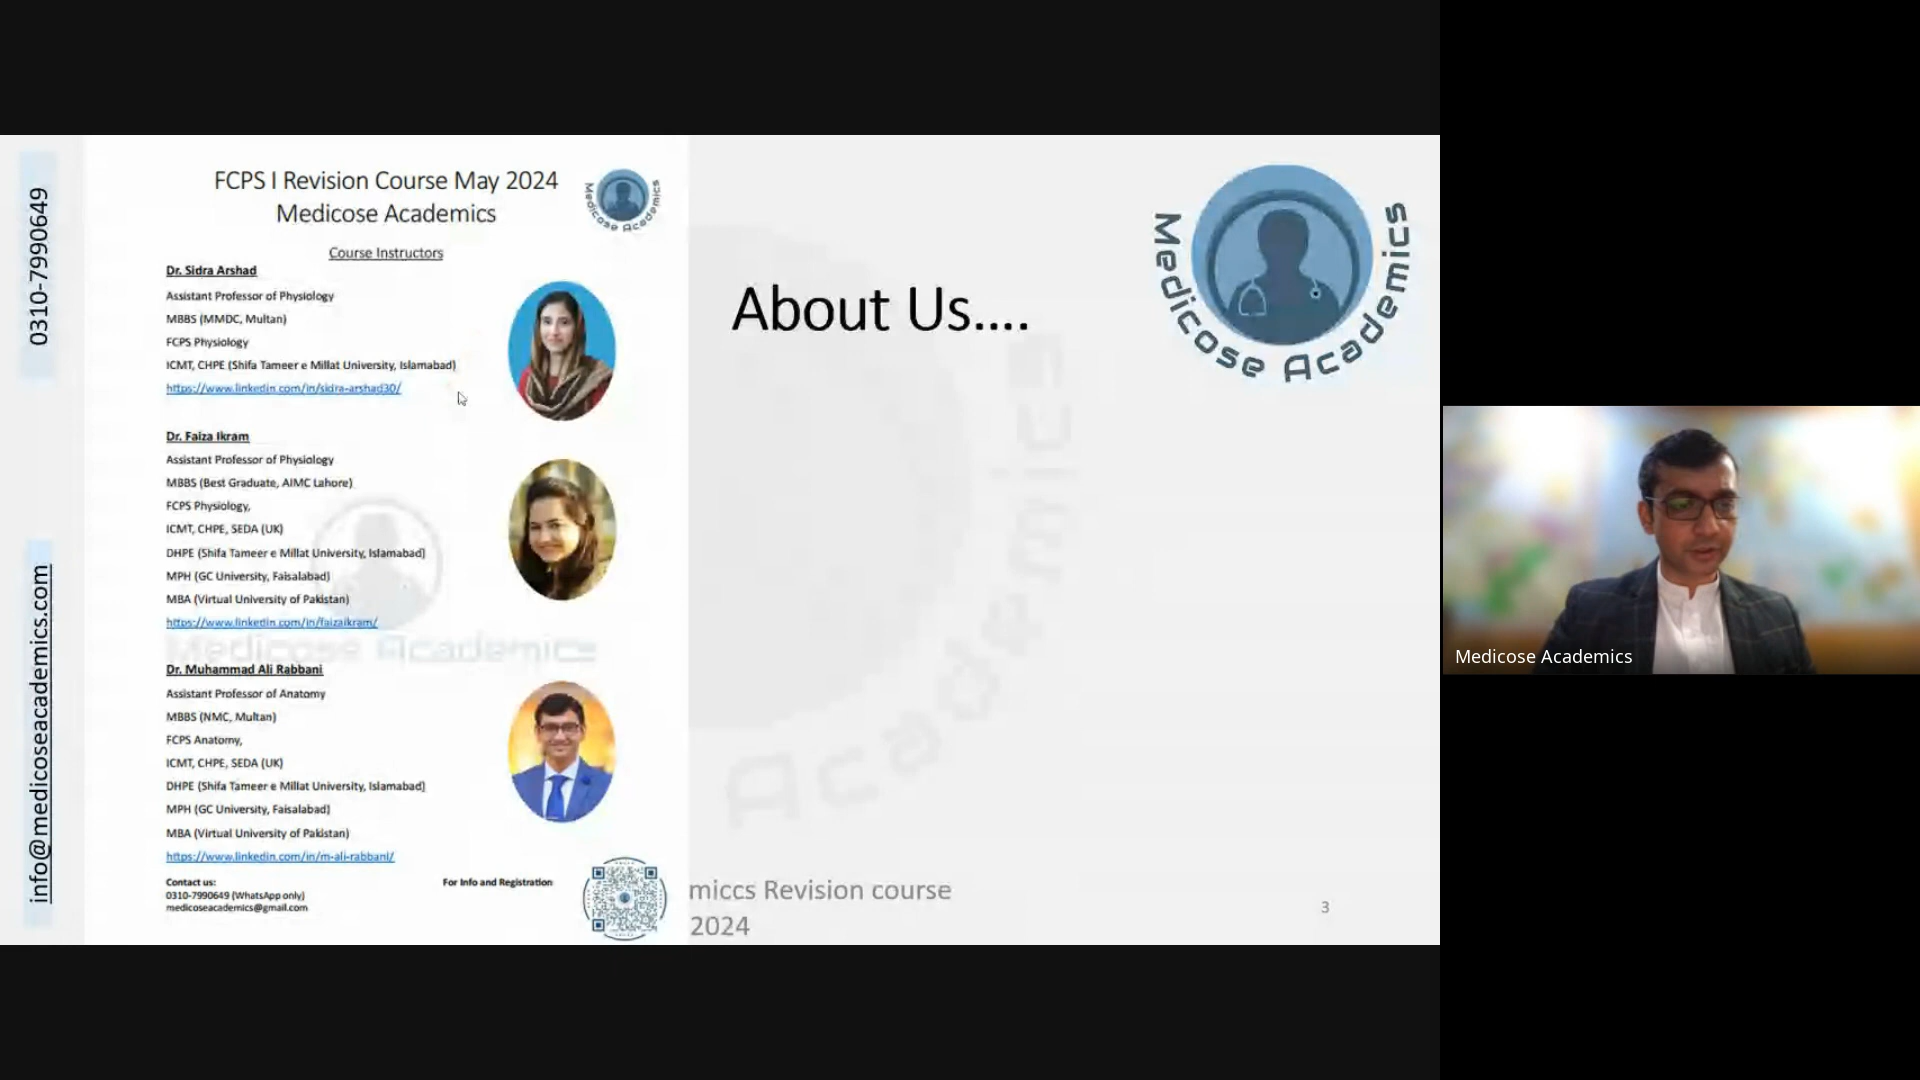 0310-7990649
info@medicoseacademics.com
FCPS I Revision Course May 2024
Medicose Academics
Medicose Academics
Course Instructors
Dr. Sidra Arshad
Assistant Professor of Physiology
MBBS (MMDC, Multan)
FCPS Physiology
ICMT, CHPE (Shifa Tameer e Millat University, Islamabad)
https://www.linkedin.com/in/sidra-arshad30/
Dr. Faiza Ikram
Assistant Professor of Physiology
MBBS (Best Graduate, AIMC Lahore)
FCPS Physiology,
ICMT, CHPE, SEDA (UK)
DHPE (Shifa Tameer e Millat University, Islamabad)
MPH (GC University, Faisalabad)
MBA (Virtual University of Pakistan)
https://www.linkedin.com/in/faizaikram/
Medicose Academics
Dr. Muhammad Ali Rabbani
Assistant Professor of Anatomy
MBBS (NMC, Multan)
FCPS Anatomy,
ICMT, CHPE, SEDA (UK)
DHPE (Shifa Tameer e Millat University, Islamabad)
MPH (GC University, Faisalabad)
MBA (Virtual University of Pakistan)
https://www.linkedin.com/in/m-ali-rabbani/
Contact us:
0310-7990649 (WhatsApp only)
medicoseacademics@gmail.com
For Info and Registration
About Us....
Medicose Academics
Academics
miccs Revision course
2024
3
Medicose Academics